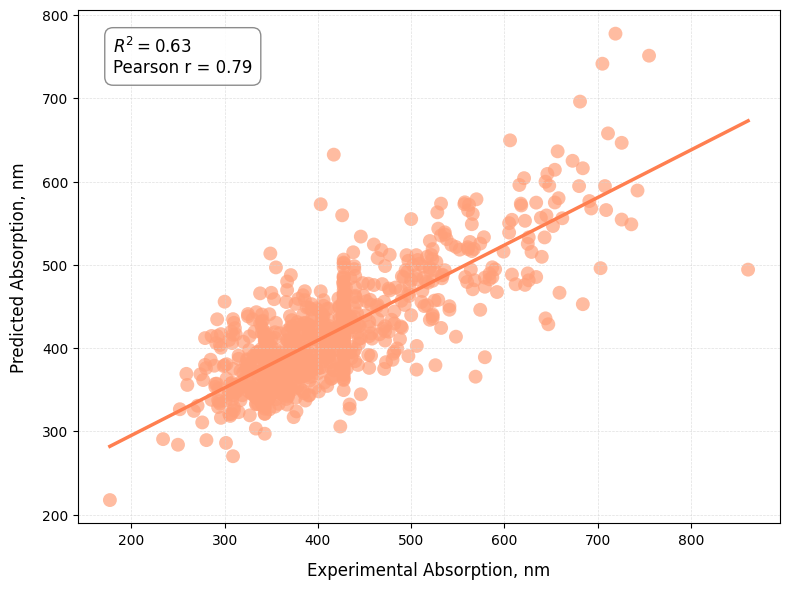 R² = 0.63
Pearson r = 0.79
800
700
600
500
400
300
200
Predicted Absorption, nm
200 300 400 500 600 700 800
Experimental Absorption, nm